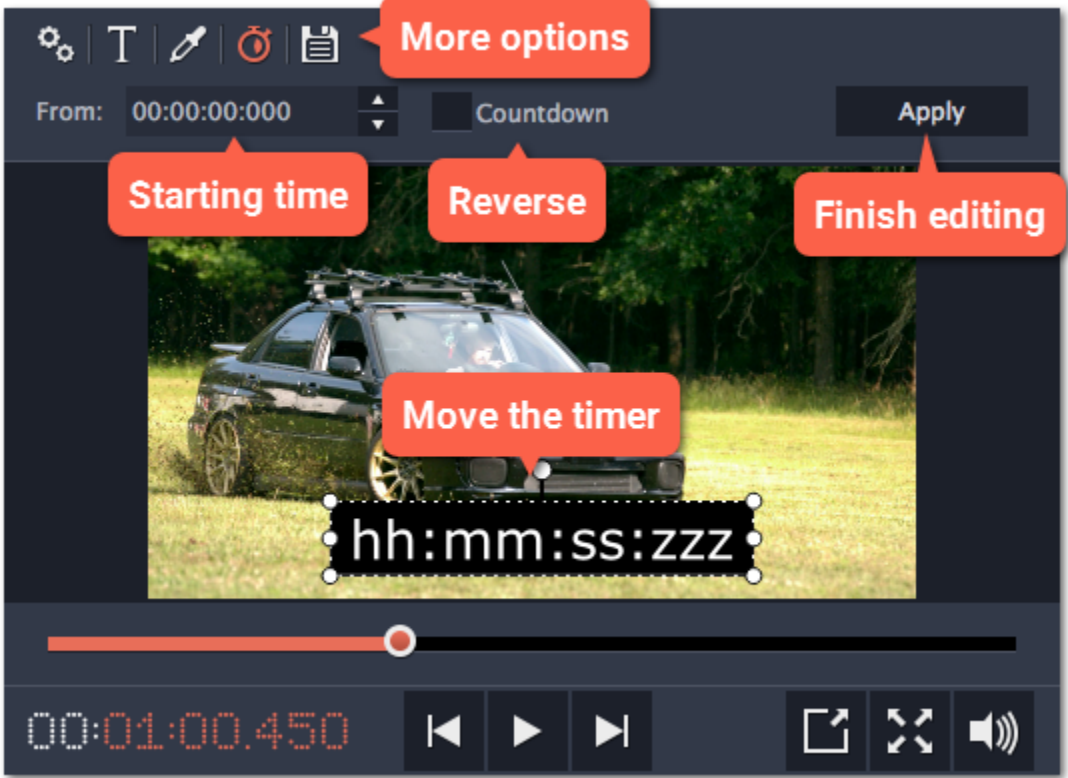 More options
T
From: 00:00:00:000 Countdown Apply
Starting time
Reverse
Finish editing
Move the timer
hh:mm:ss:zzz
00:01:00.450